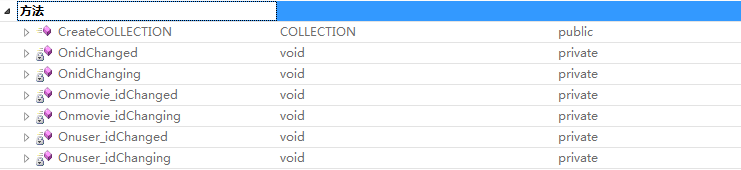 方法
CreateCOLLECTION COLLECTION public
OnidChanged void private
OnidChanging void private
Onmovie_idChanged void private
Onmovie_idChanging void private
Onuser_idChanged void private
Onuser_idChanging void private